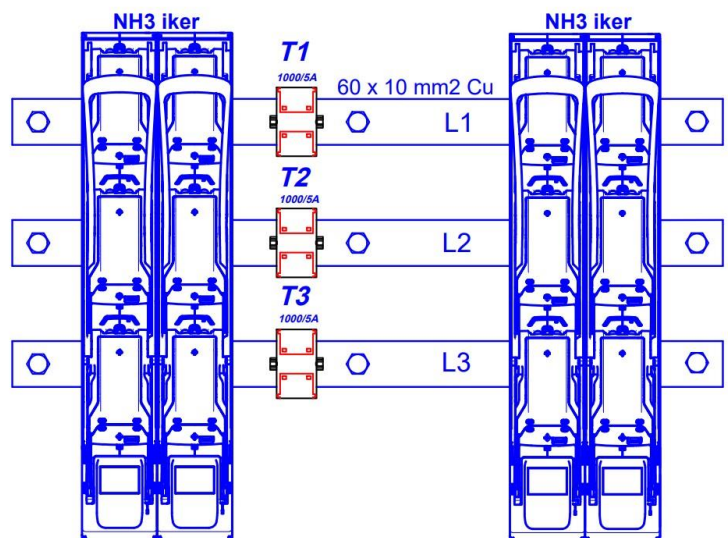 NH3 iker
NH3 iker
T1
1000/5A
60 x 10 mm2 Cu
L1
T2
1000/5A
L2
T3
1000/5A
L3